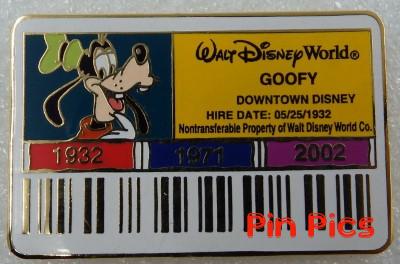 Walt Disney World®
GOOFY
DOWNTOWN DISNEY
HIRE DATE: 05/25/1932
Nontransferable Property of Walt Disney World Co.
1932 1971 2002
Pin Pics